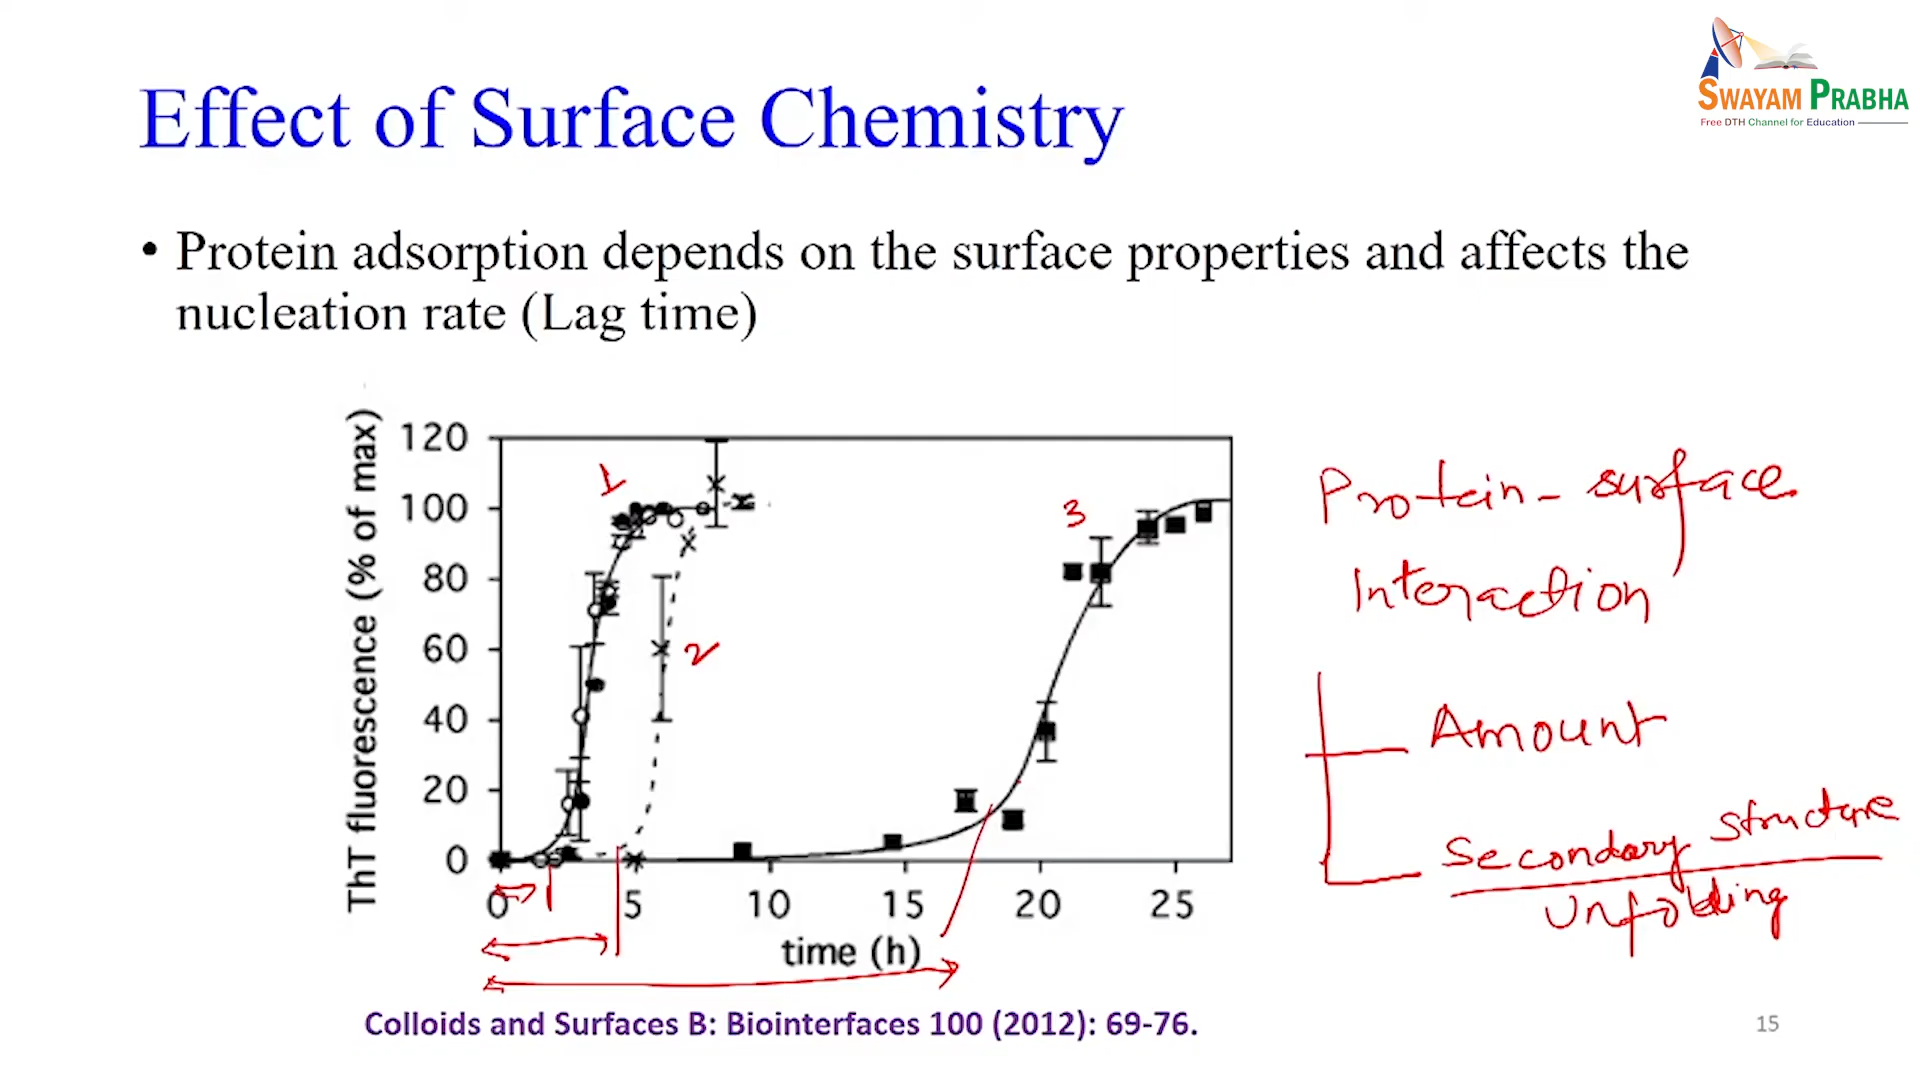 SWAYAM PRABHA
Free DTH Channel for Education
Effect of Surface Chemistry
• Protein adsorption depends on the surface properties and affects the
nucleation rate (Lag time)
ThT fluorescence (% of max)
120
100
80
60
40
20
0
0 5 10 15 20 25
time (h)
1
2
3
Protein - surface
Interaction
Amount
Secondary structure
Unfolding
Colloids and Surfaces B: Biointerfaces 100 (2012): 69-76.
15